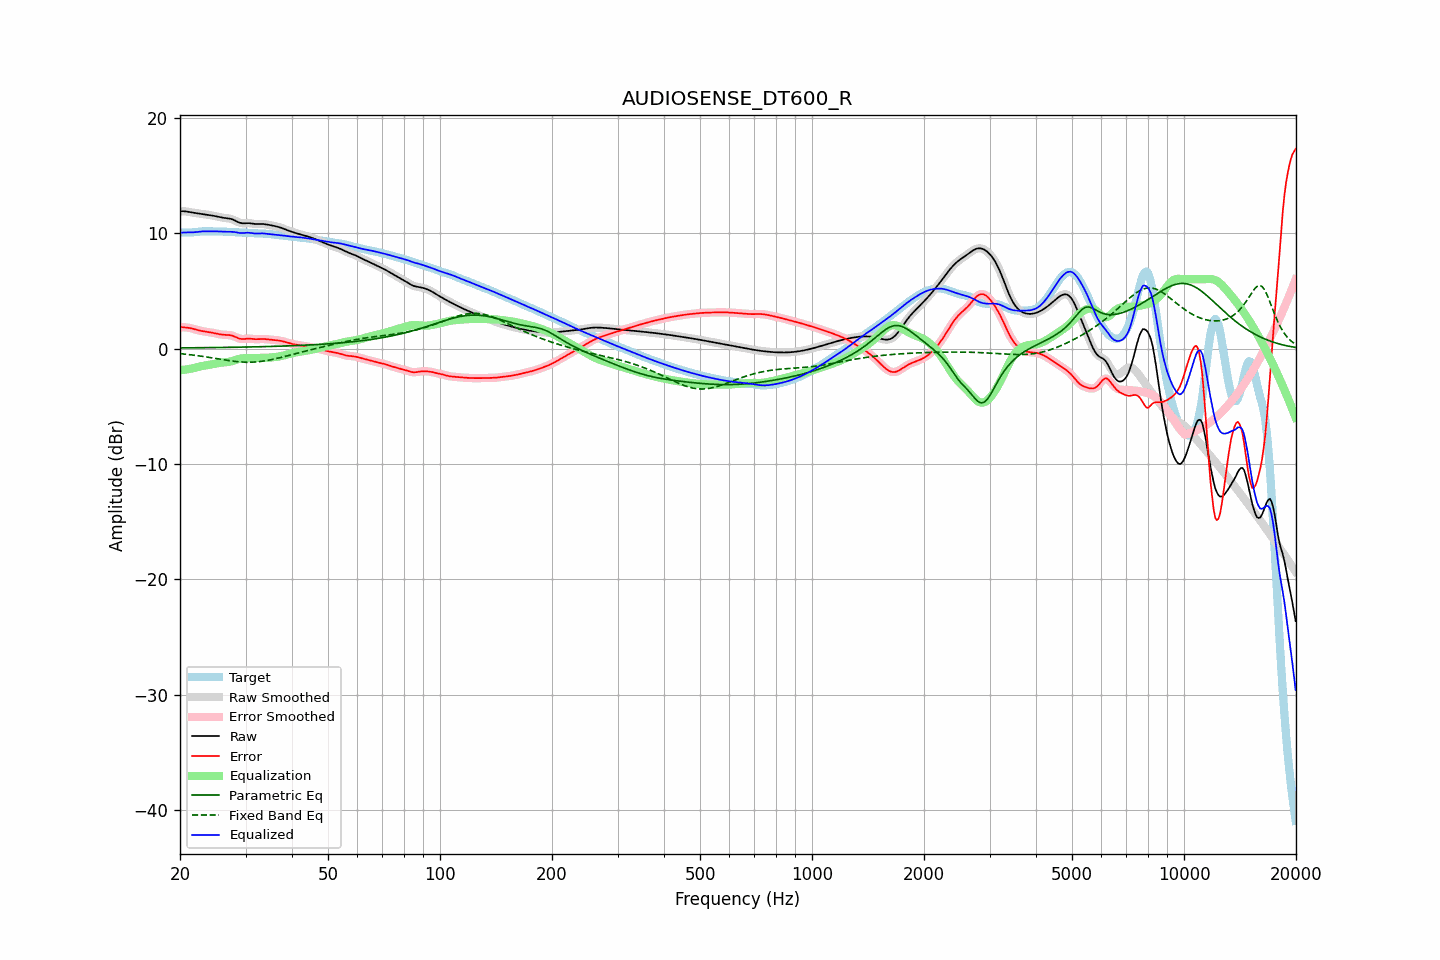 AUDIOSENSE_DT600_R
20
10
0
−10
−20
−30
−40
Amplitude (dBr)
Target
Raw Smoothed
Error Smoothed
Raw
Error
Equalization
Parametric Eq
Fixed Band Eq
Equalized
20 50 100 200 500 1000 2000 5000 10000 20000
Frequency (Hz)